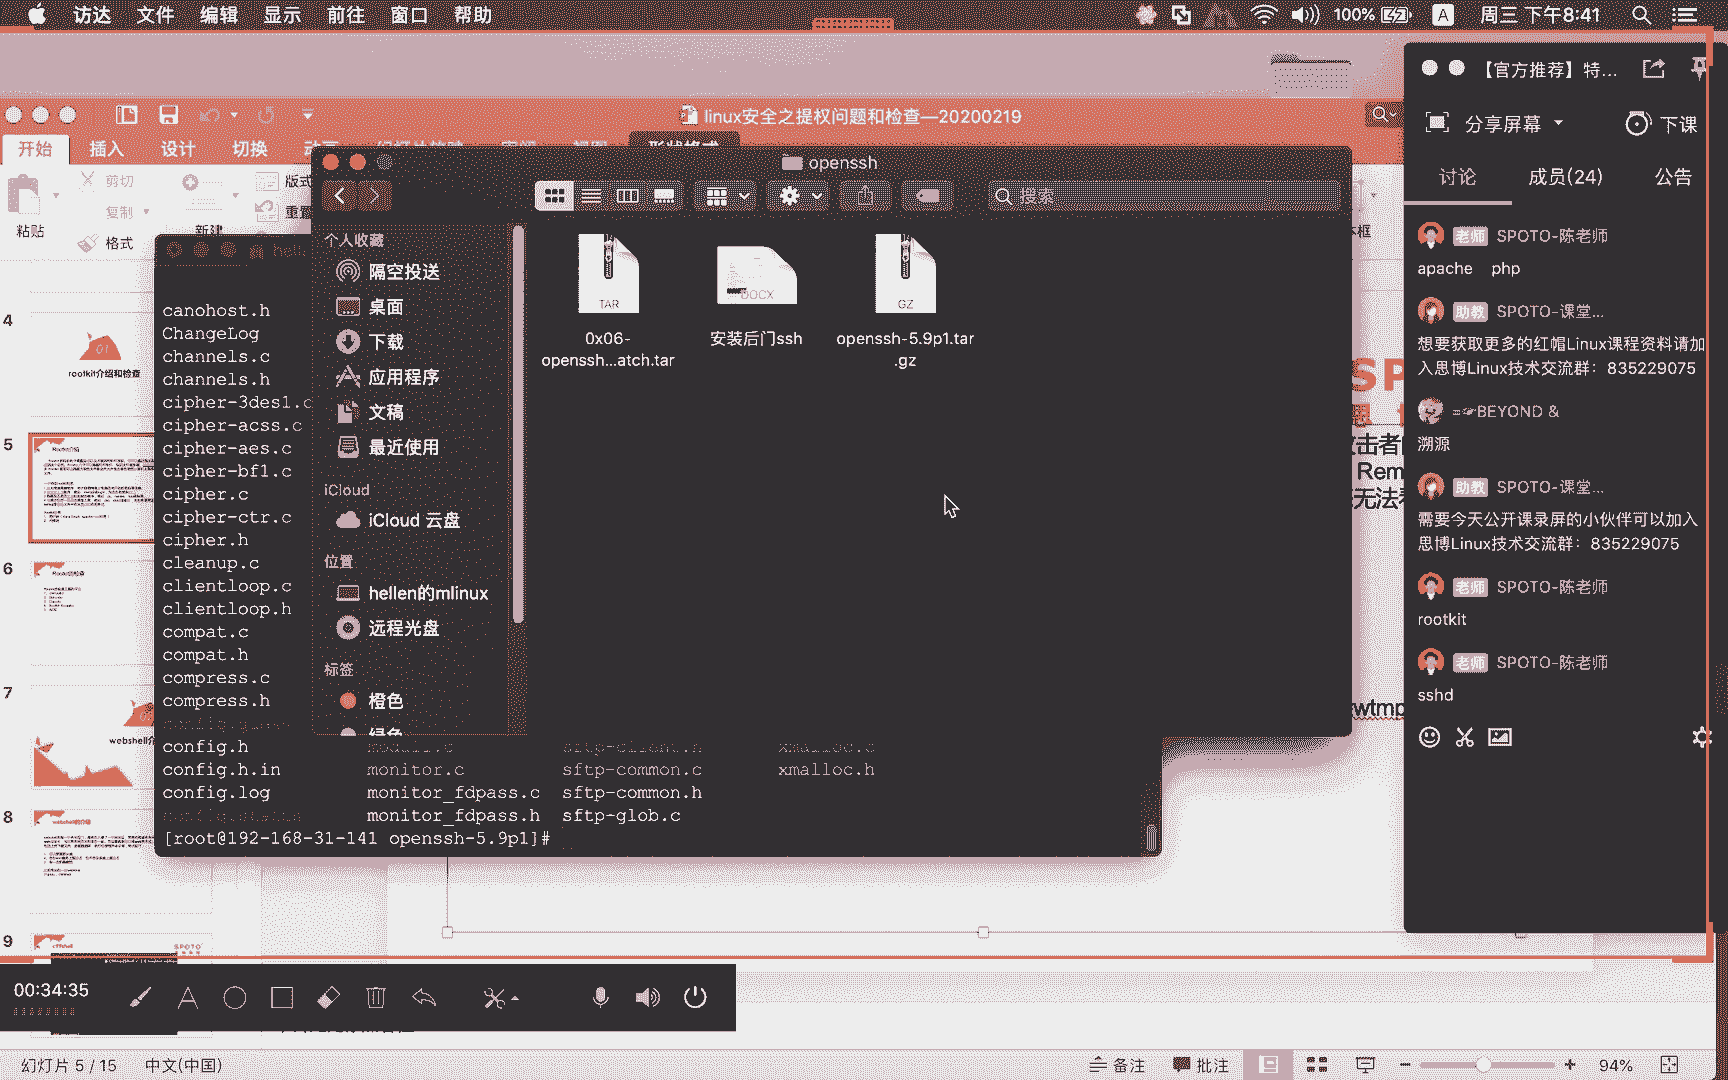 访达 文件 编辑 显示 前往 窗口 帮助
100% A 周三 下午8:41
linux安全之提权问题和检查—20200219
开始 插入 设计 切换
剪切
复制
粘贴
格式
新建
版式
重置
openssh
搜索
个人收藏
隔空投送
桌面
下载
应用程序
文稿
最近使用
iCloud
iCloud 云盘
位置
hellen的mlinux
远程光盘
标签
橙色
绿色
TAR
0x06-
openssh...atch.tar
DOCX
安装后门ssh
GZ
openssh-5.9p1.tar
.gz
canohost.h
ChangeLog
channels.c
channels.h
cipher-3des1.c
cipher-acss.c
cipher-aes.c
cipher-bf1.c
cipher.c
cipher-ctr.c
cipher.h
cleanup.c
clientloop.c
clientloop.h
compat.c
compat.h
compress.c
compress.h
config.h moduli.c sftp-client.h xmalloc.c
config.h.in monitor.c sftp-common.c xmalloc.h
config.log monitor_fdpass.c sftp-common.h
monitor_fdpass.h sftp-glob.c
[root@192-168-31-141 openssh-5.9p1]#
4
01
rootkit介绍和检查
5
6
7
8
9
SPOTO
Rem
wtmp
【官方推荐】特...
分享屏幕 下课
讨论 成员(24) 公告
老师 SPOTO-陈老师
apache php
助教 SPOTO-课堂...
想要获取更多的红帽Linux课程资料请加
入思博Linux技术交流群：835229075
BEYOND &
溯源
助教 SPOTO-课堂...
需要今天公开课录屏的小伙伴可以加入
思博Linux技术交流群：835229075
老师 SPOTO-陈老师
rootkit
老师 SPOTO-陈老师
sshd
00:34:35
幻灯片 5 / 15 中文(中国) 备注 批注 94%